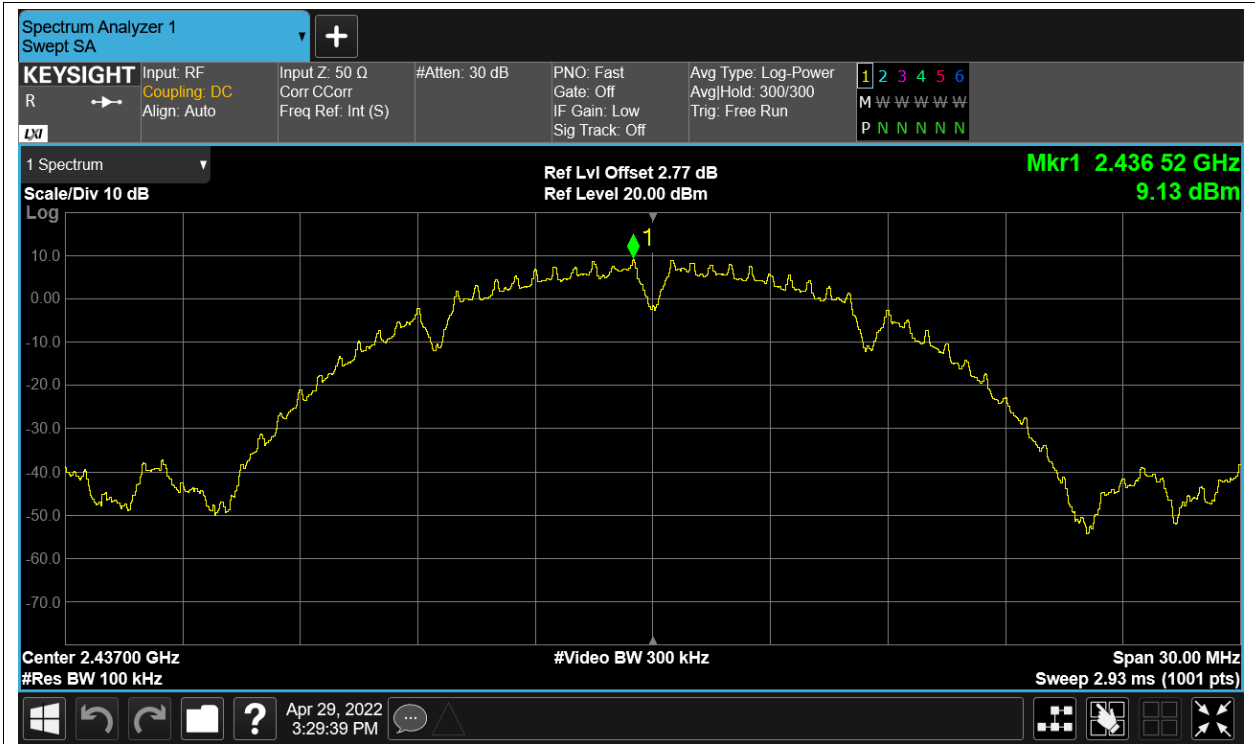 Spectrum Analyzer 1
Swept SA
+
KEYSIGHT
R
LXI
Input: RF
Coupling: DC
Align: Auto
Input Z: 50 Ω
Corr CCorr
Freq Ref: Int (S)
#Atten: 30 dB
PNO: Fast
Gate: Off
IF Gain: Low
Sig Track: Off
Avg Type: Log-Power
Avg|Hold: 300/300
Trig: Free Run
1 2 3 4 5 6
M W W W W W
P N N N N N
1 Spectrum
Scale/Div 10 dB
Log
Ref Lvl Offset 2.77 dB
Ref Level 20.00 dBm
Mkr1 2.436 52 GHz
9.13 dBm
1
10.0
0.00
-10.0
-20.0
-30.0
-40.0
-50.0
-60.0
-70.0
Center 2.43700 GHz
#Res BW 100 kHz
#Video BW 300 kHz
Span 30.00 MHz
Sweep 2.93 ms (1001 pts)
?
Apr 29, 2022
3:29:39 PM